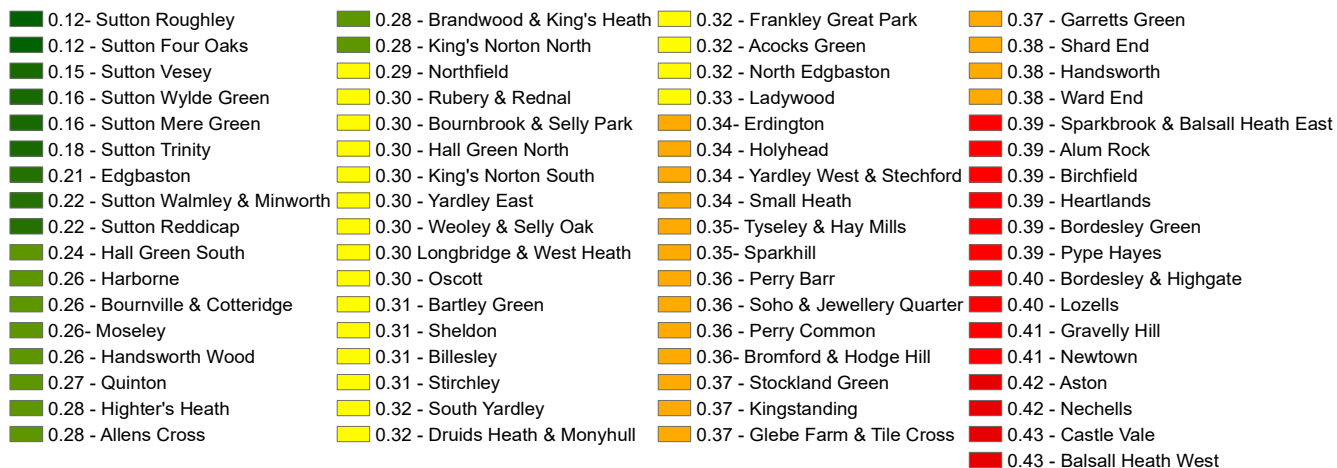 0.12- Sutton Roughley
0.12 - Sutton Four Oaks
0.15 - Sutton Vesey
0.16 - Sutton Wylde Green
0.16 - Sutton Mere Green
0.18 - Sutton Trinity
0.21 - Edgbaston
0.22 - Sutton Walmley & Minworth
0.22 - Sutton Reddicap
0.24 - Hall Green South
0.26 - Harborne
0.26 - Bournville & Cotteridge
0.26- Moseley
0.26 - Handsworth Wood
0.27 - Quinton
0.28 - Highter's Heath
0.28 - Allens Cross
0.28 - Brandwood & King's Heath
0.28 - King's Norton North
0.29 - Northfield
0.30 - Rubery & Rednal
0.30 - Bournbrook & Selly Park
0.30 - Hall Green North
0.30 - King's Norton South
0.30 - Yardley East
0.30 - Weoley & Selly Oak
0.30 Longbridge & West Heath
0.30 - Oscott
0.31 - Bartley Green
0.31 - Sheldon
0.31 - Billesley
0.31 - Stirchley
0.32 - South Yardley
0.32 - Druids Heath & Monyhull
0.32 - Frankley Great Park
0.32 - Acocks Green
0.32 - North Edgbaston
0.33 - Ladywood
0.34- Erdington
0.34 - Holyhead
0.34 - Yardley West & Stechford
0.34 - Small Heath
0.35- Tyseley & Hay Mills
0.35- Sparkhill
0.36 - Perry Barr
0.36 - Soho & Jewellery Quarter
0.36 - Perry Common
0.36- Bromford & Hodge Hill
0.37 - Stockland Green
0.37 - Kingstanding
0.37 - Glebe Farm & Tile Cross
0.37 - Garretts Green
0.38 - Shard End
0.38 - Handsworth
0.38 - Ward End
0.39 - Sparkbrook & Balsall Heath East
0.39 - Alum Rock
0.39 - Birchfield
0.39 - Heartlands
0.39 - Bordesley Green
0.39 - Pype Hayes
0.40 - Bordesley & Highgate
0.40 - Lozells
0.41 - Gravelly Hill
0.41 - Newtown
0.42 - Aston
0.42 - Nechells
0.43 - Castle Vale
0.43 - Balsall Heath West